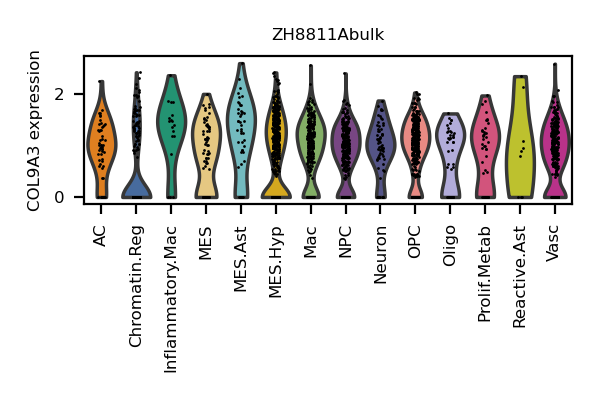 ZH8811Abulk
COL9A3 expression
2
0
AC
Chromatin.Reg
Inflammatory.Mac
MES
MES.Ast
MES.Hyp
Mac
NPC
Neuron
OPC
Oligo
Prolif.Metab
Reactive.Ast
Vasc